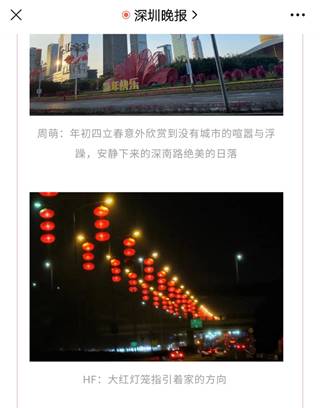 深圳晚报
新年快乐
周萌：年初四立春意外欣赏到没有城市的喧嚣与浮
躁，安静下来的深南路绝美的日落
HF：大红灯笼指引着家的方向